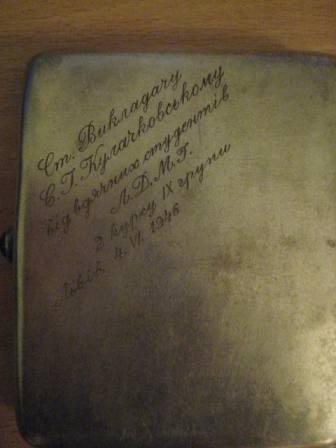 Ст. Викладачу
С. Г. Кулачковському
від вдячних студентів
Л. Д. М. Г.
2 курсу IX групи
Львів, 4. VI. 1946